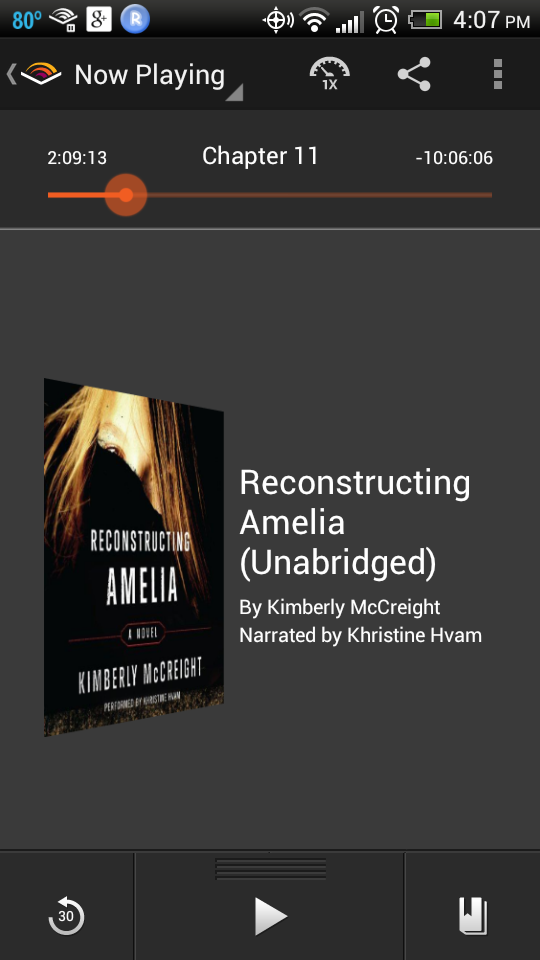 80° g+ R 4:07 PM
Now Playing 1X
2:09:13 Chapter 11 -10:06:06
RECONSTRUCTING
AMELIA
A NOVEL
KIMBERLY McCREIGHT
PERFORMED BY KHRISTINE HVAM
Reconstructing
Amelia
(Unabridged)
By Kimberly McCreight
Narrated by Khristine Hvam
30